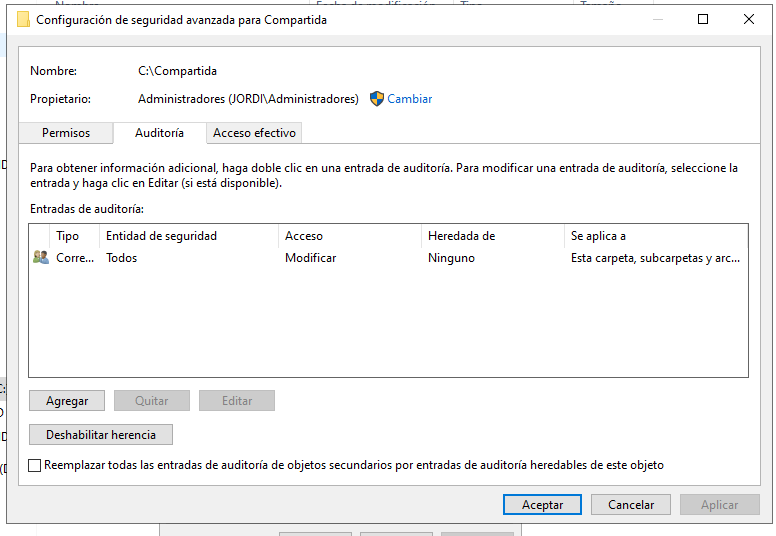 Configuración de seguridad avanzada para Compartida
Nombre: C:\Compartida
Propietario: Administradores (JORDI\Administradores) Cambiar
Permisos Auditoría Acceso efectivo
Para obtener información adicional, haga doble clic en una entrada de auditoría. Para modificar una entrada de auditoría, seleccione la
entrada y haga clic en Editar (si está disponible).
Entradas de auditoría:
Tipo Entidad de seguridad Acceso Heredada de Se aplica a
Corre... Todos Modificar Ninguno Esta carpeta, subcarpetas y arc...
Agregar Quitar Editar
Deshabilitar herencia
Reemplazar todas las entradas de auditoría de objetos secundarios por entradas de auditoría heredables de este objeto
Aceptar Cancelar Aplicar